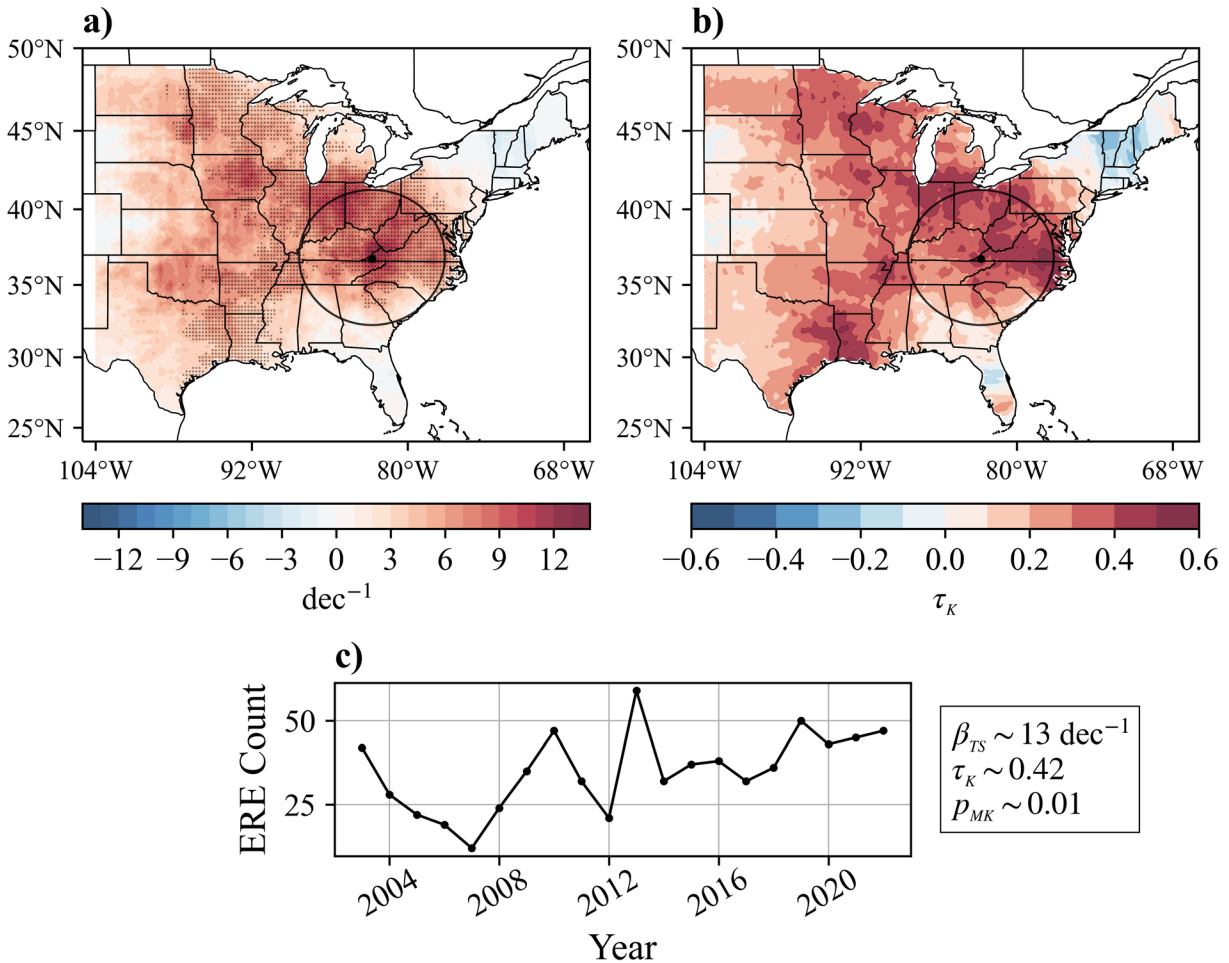 a)
b)
50°N
45°N
40°N
35°N
30°N
25°N
104°W 92°W 80°W 68°W
50°N
45°N
40°N
35°N
30°N
25°N
104°W 92°W 80°W 68°W
−12 −9 −6 −3 0 3 6 9 12
dec⁻¹
−0.6 −0.4 −0.2 0.0 0.2 0.4 0.6
τ_K
c)
ERE Count
50
25
2004 2008 2012 2016 2020
Year
β_TS ~ 13 dec⁻¹
τ_K ~ 0.42
p_MK ~ 0.01